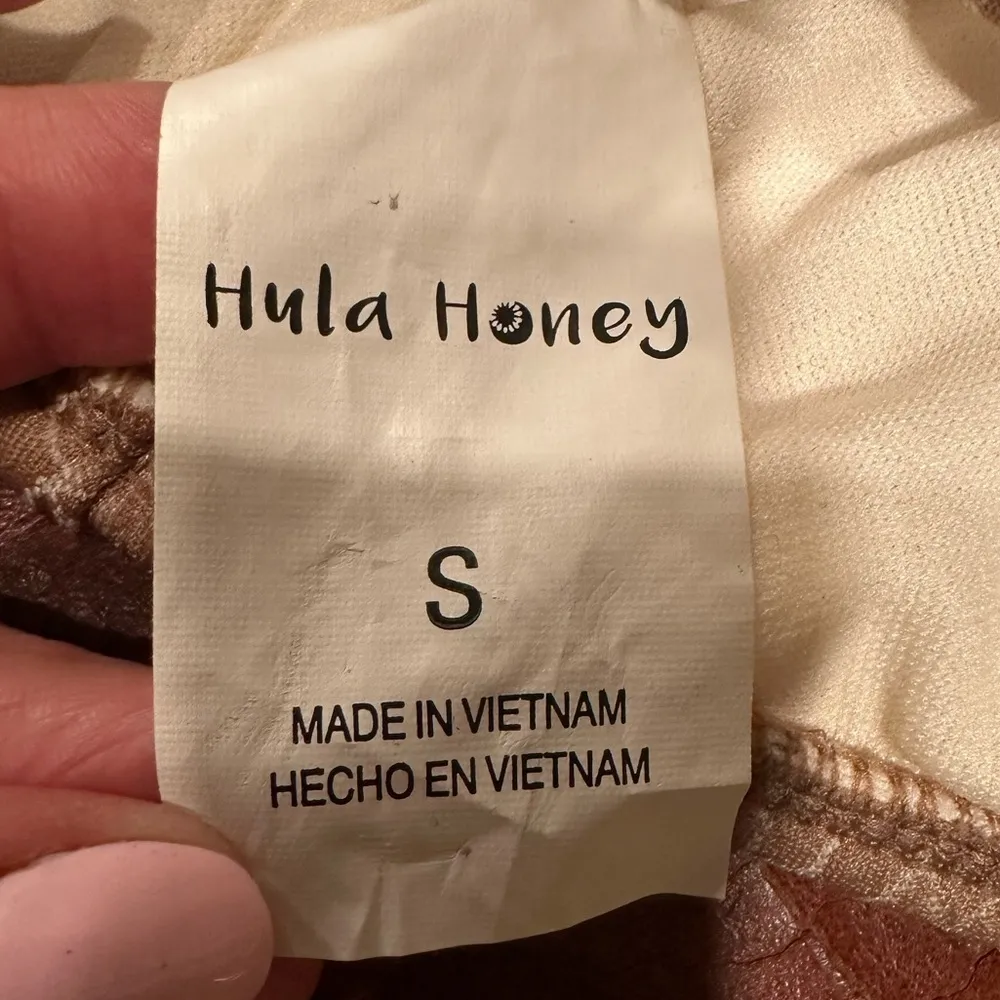 Hula Honey
S
MADE IN VIETNAM
HECHO EN VIETNAM